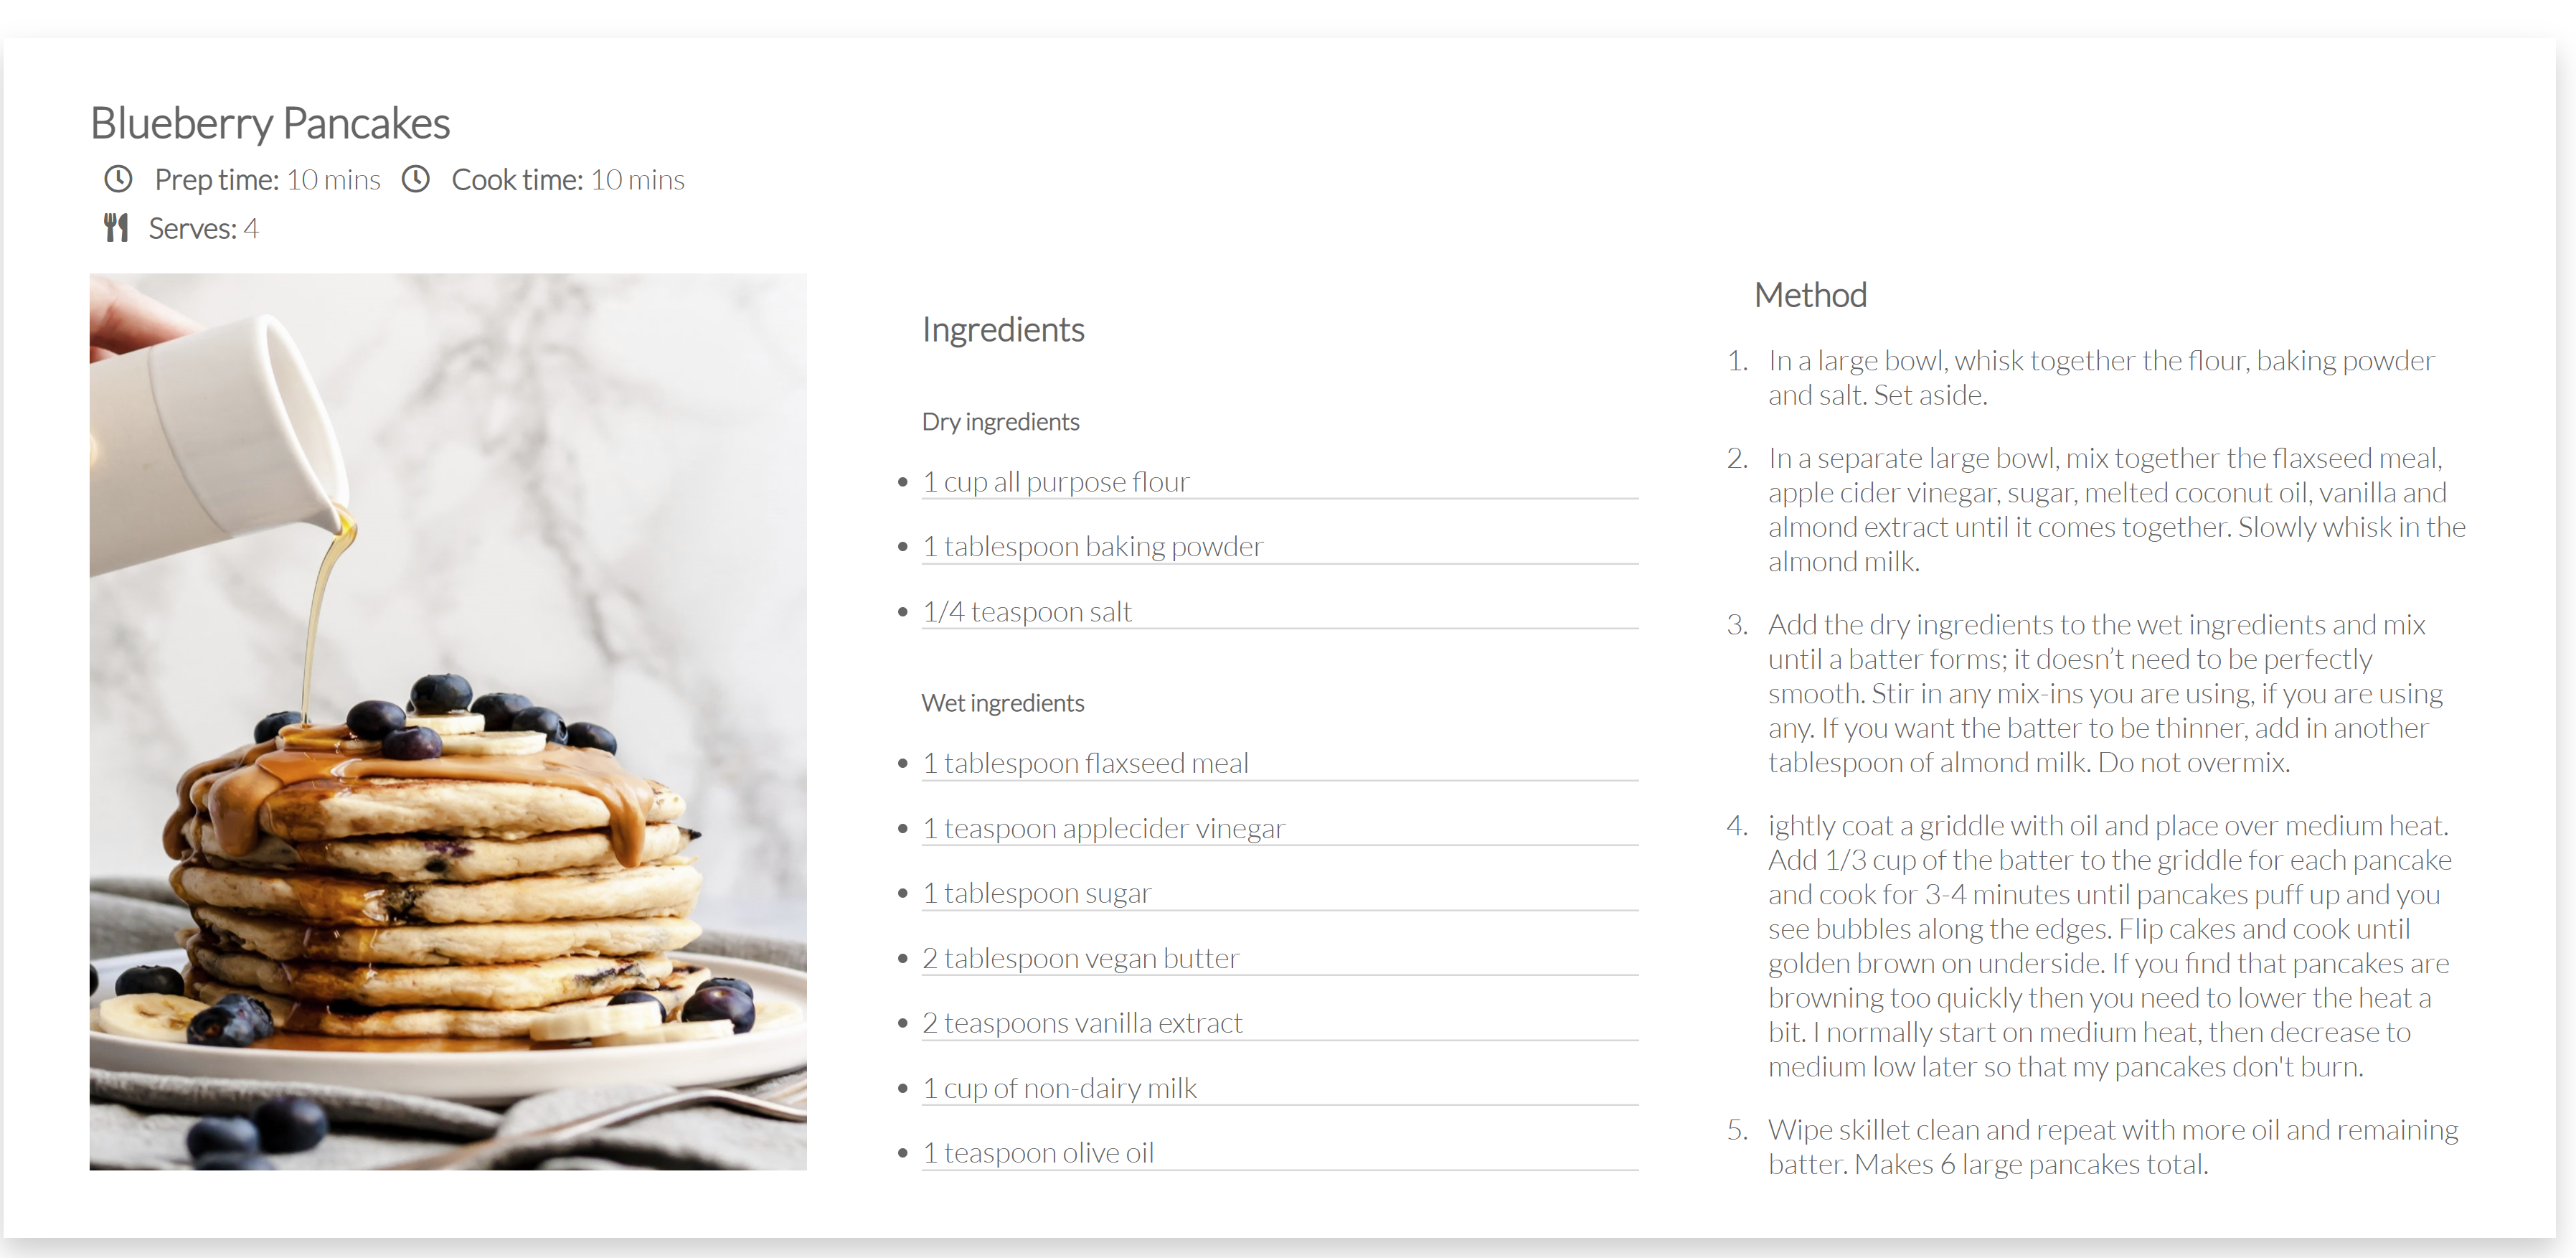 Blueberry Pancakes
Prep time: 10 mins Cook time: 10 mins
Serves: 4
Ingredients
Dry ingredients
• 1 cup all purpose flour
• 1 tablespoon baking powder
• 1/4 teaspoon salt
Wet ingredients
• 1 tablespoon flaxseed meal
• 1 teaspoon applecider vinegar
• 1 tablespoon sugar
• 2 tablespoon vegan butter
• 2 teaspoons vanilla extract
• 1 cup of non-dairy milk
• 1 teaspoon olive oil
Method
1. In a large bowl, whisk together the flour, baking powder
and salt. Set aside.
2. In a separate large bowl, mix together the flaxseed meal,
apple cider vinegar, sugar, melted coconut oil, vanilla and
almond extract until it comes together. Slowly whisk in the
almond milk.
3. Add the dry ingredients to the wet ingredients and mix
until a batter forms; it doesn’t need to be perfectly
smooth. Stir in any mix-ins you are using, if you are using
any. If you want the batter to be thinner, add in another
tablespoon of almond milk. Do not overmix.
4. ightly coat a griddle with oil and place over medium heat.
Add 1/3 cup of the batter to the griddle for each pancake
and cook for 3-4 minutes until pancakes puff up and you
see bubbles along the edges. Flip cakes and cook until
golden brown on underside. If you find that pancakes are
browning too quickly then you need to lower the heat a
bit. I normally start on medium heat, then decrease to
medium low later so that my pancakes don't burn.
5. Wipe skillet clean and repeat with more oil and remaining
batter. Makes 6 large pancakes total.